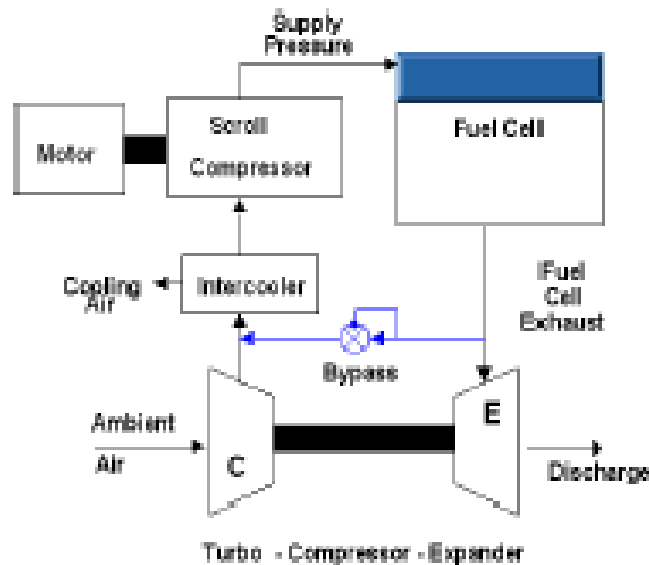 Supply
Pressure
Motor
Scroll
Compressor
Fuel Cell
Cooling
Air
Intercooler
Fuel
Cell
Exhaust
Bypass
Ambient
Air
C
E
Discharge
Turbo - Compressor - Expander